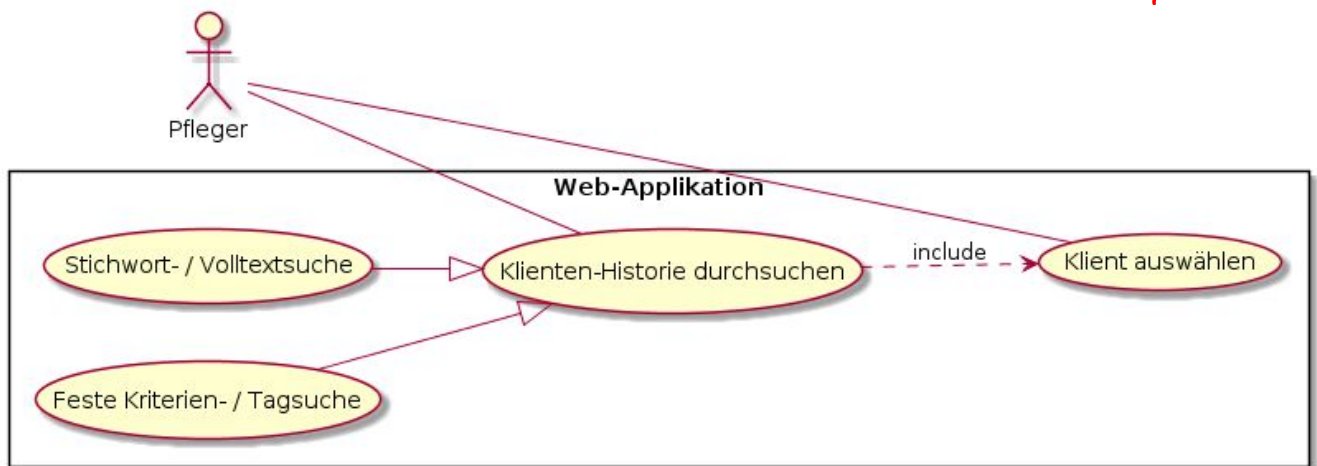 Pfleger
Web-Applikation
Stichwort- / Volltextsuche
Klienten-Historie durchsuchen
include
Klient auswählen
Feste Kriterien- / Tagsuche